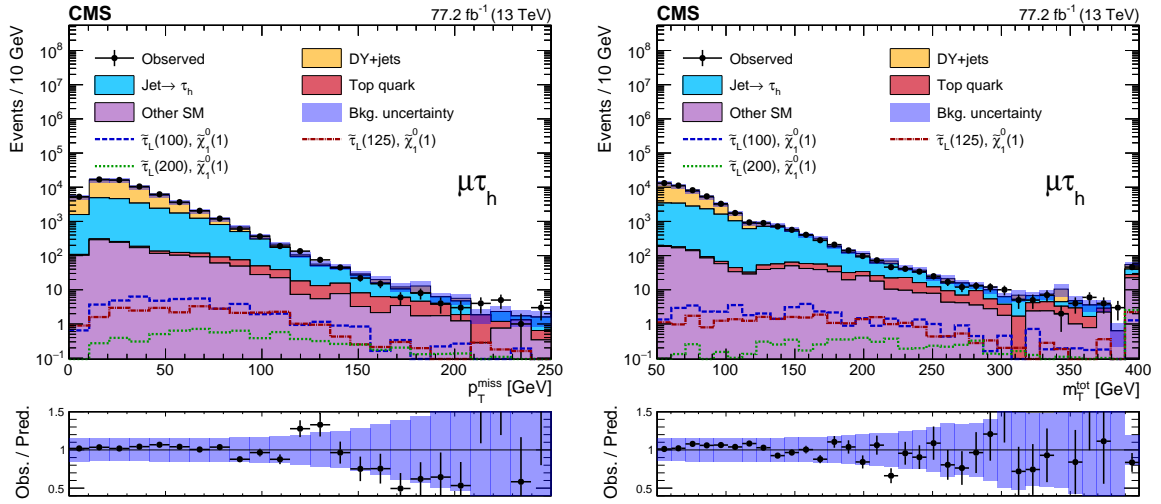 CMS 77.2 fb⁻¹ (13 TeV)
Events / 10 GeV
10⁸
10⁷
10⁶
10⁵
10⁴
10³
10²
10
1
10⁻¹
Observed DY+jets
Jet→ τₕ Top quark
Other SM Bkg. uncertainty
τ̃_L(100), χ̃⁰₁(1) τ̃_L(125), χ̃⁰₁(1)
τ̃_L(200), χ̃⁰₁(1)
μτₕ
0 50 100 150 200 250
p_T^miss [GeV]
Obs. / Pred.
1.5
1
0.5
CMS 77.2 fb⁻¹ (13 TeV)
Events / 10 GeV
10⁸
10⁷
10⁶
10⁵
10⁴
10³
10²
10
1
10⁻¹
Observed DY+jets
Jet→ τₕ Top quark
Other SM Bkg. uncertainty
τ̃_L(100), χ̃⁰₁(1) τ̃_L(125), χ̃⁰₁(1)
τ̃_L(200), χ̃⁰₁(1)
μτₕ
50 100 150 200 250 300 350 400
m_T^tot [GeV]
Obs. / Pred.
1.5
1
0.5